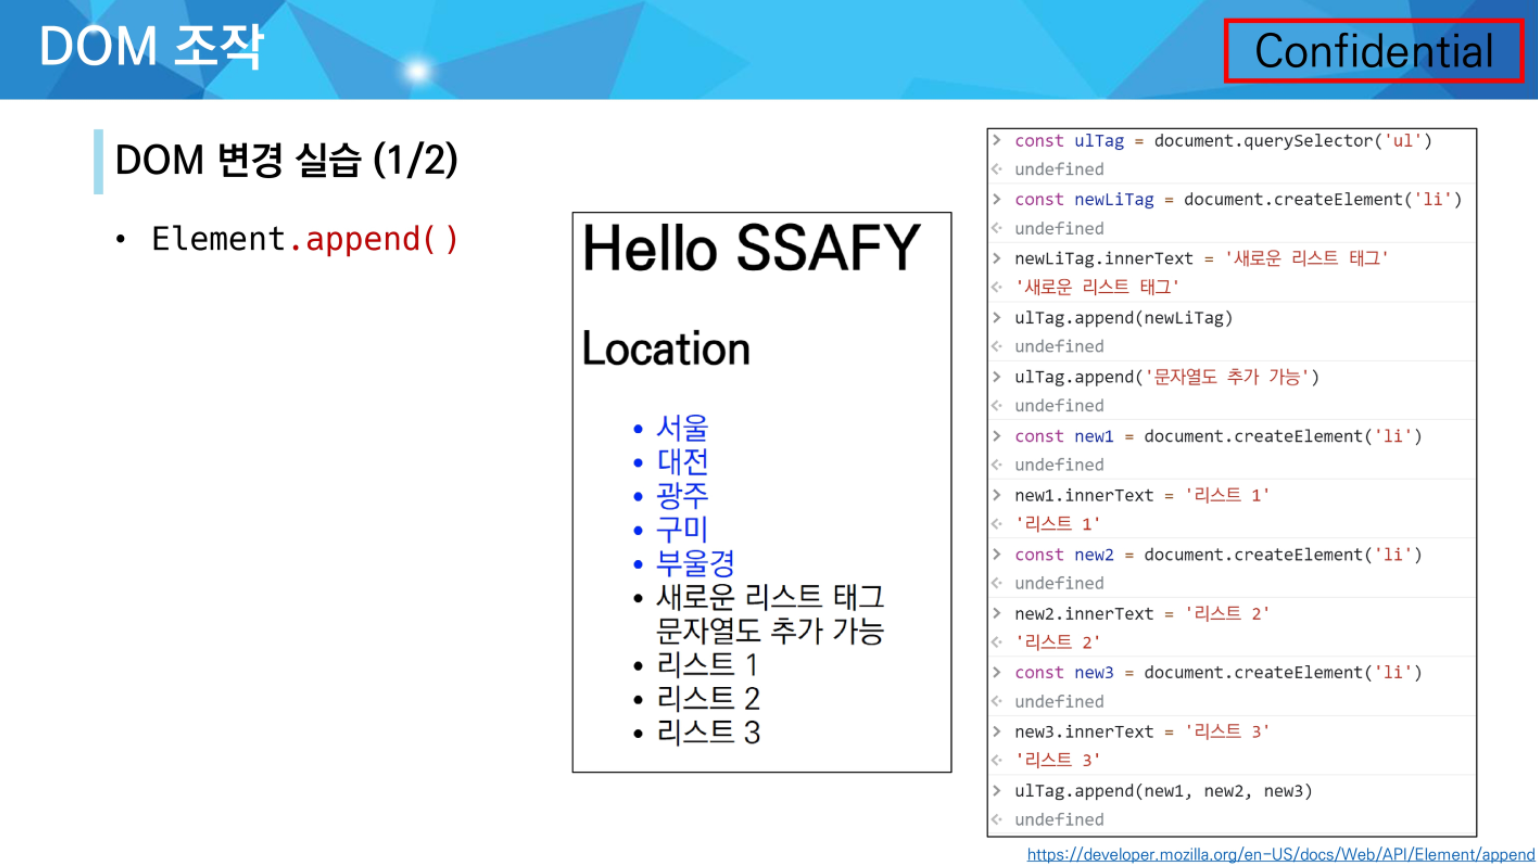 DOM 조작
Confidential
DOM 변경 실습 (1/2)
• Element.append()
Hello SSAFY
Location
• 서울
• 대전
• 광주
• 구미
• 부울경
• 새로운 리스트 태그
문자열도 추가 가능
• 리스트 1
• 리스트 2
• 리스트 3
> const ulTag = document.querySelector('ul')
<· undefined
> const newLiTag = document.createElement('li')
<· undefined
> newLiTag.innerText = '새로운 리스트 태그'
<· '새로운 리스트 태그'
> ulTag.append(newLiTag)
<· undefined
> ulTag.append('문자열도 추가 가능')
<· undefined
> const new1 = document.createElement('li')
<· undefined
> new1.innerText = '리스트 1'
<· '리스트 1'
> const new2 = document.createElement('li')
<· undefined
> new2.innerText = '리스트 2'
<· '리스트 2'
> const new3 = document.createElement('li')
<· undefined
> new3.innerText = '리스트 3'
<· '리스트 3'
> ulTag.append(new1, new2, new3)
<· undefined
https://developer.mozilla.org/en-US/docs/Web/API/Element/append